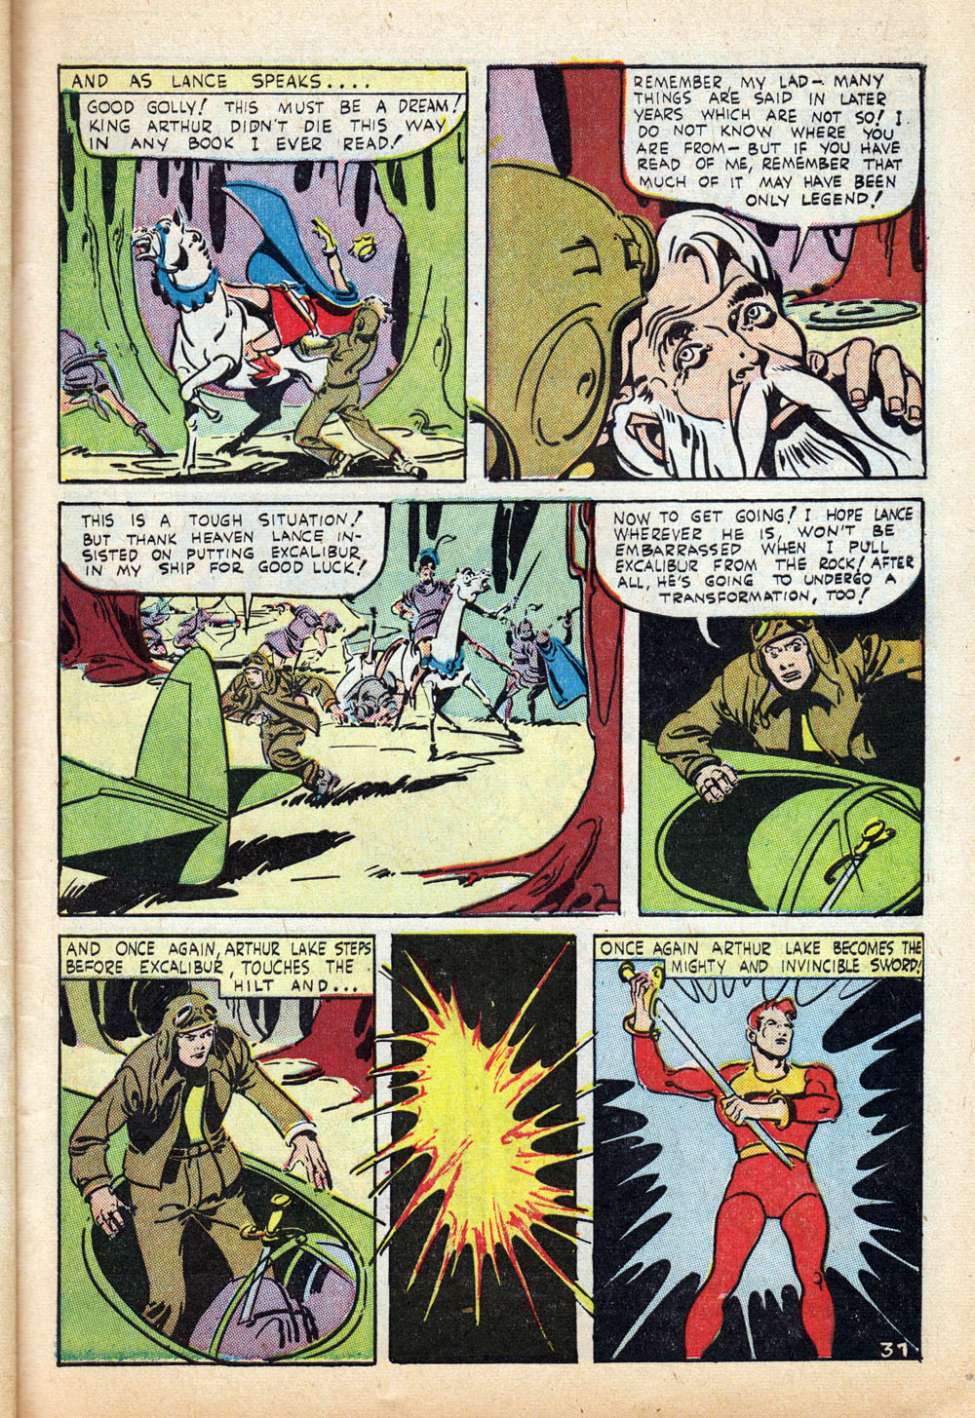 AND AS LANCE SPEAKS....
GOOD GOLLY! THIS MUST BE A DREAM!
KING ARTHUR DIDN'T DIE THIS WAY
IN ANY BOOK I EVER READ!
REMEMBER, MY LAD— MANY
THINGS ARE SAID IN LATER
YEARS WHICH ARE NOT SO! I
DO NOT KNOW WHERE YOU
ARE FROM— BUT IF YOU HAVE
READ OF ME, REMEMBER THAT
MUCH OF IT MAY HAVE BEEN
ONLY LEGEND!
THIS IS A TOUGH SITUATION!
BUT THANK HEAVEN LANCE IN-
SISTED ON PUTTING EXCALIBUR
IN MY SHIP FOR GOOD LUCK!
NOW TO GET GOING! I HOPE LANCE
WHEREVER HE IS, WON'T BE
EMBARRASSED WHEN I PULL
EXCALIBUR FROM THE ROCK! AFTER
ALL, HE'S GOING TO UNDERGO A
TRANSFORMATION, TOO!
AND ONCE AGAIN, ARTHUR LAKE STEPS
BEFORE EXCALIBUR, TOUCHES THE
HILT AND...
ONCE AGAIN ARTHUR LAKE BECOMES THE
MIGHTY AND INVINCIBLE SWORD!
37